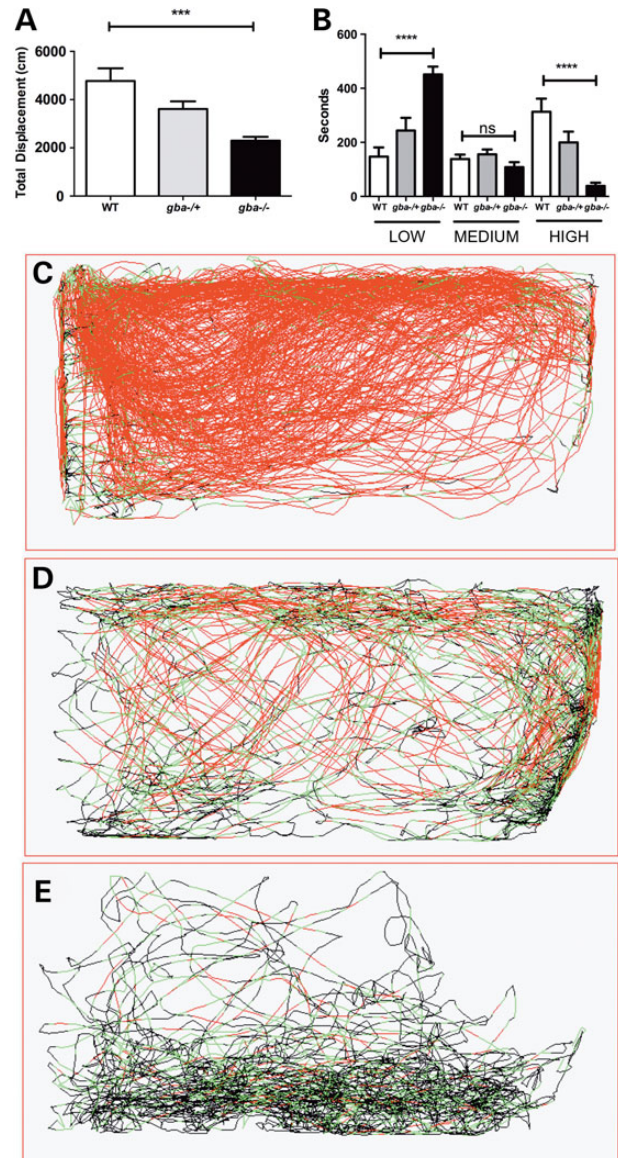 A
***
Total Displacement (cm)
6000
4000
2000
0
WT gba-/+ gba-/-
B
****
ns
****
Seconds
600
400
200
0
WT gba-/+ gba-/- WT gba-/+ gba-/- WT gba-/+ gba-/-
LOW MEDIUM HIGH
C
D
E